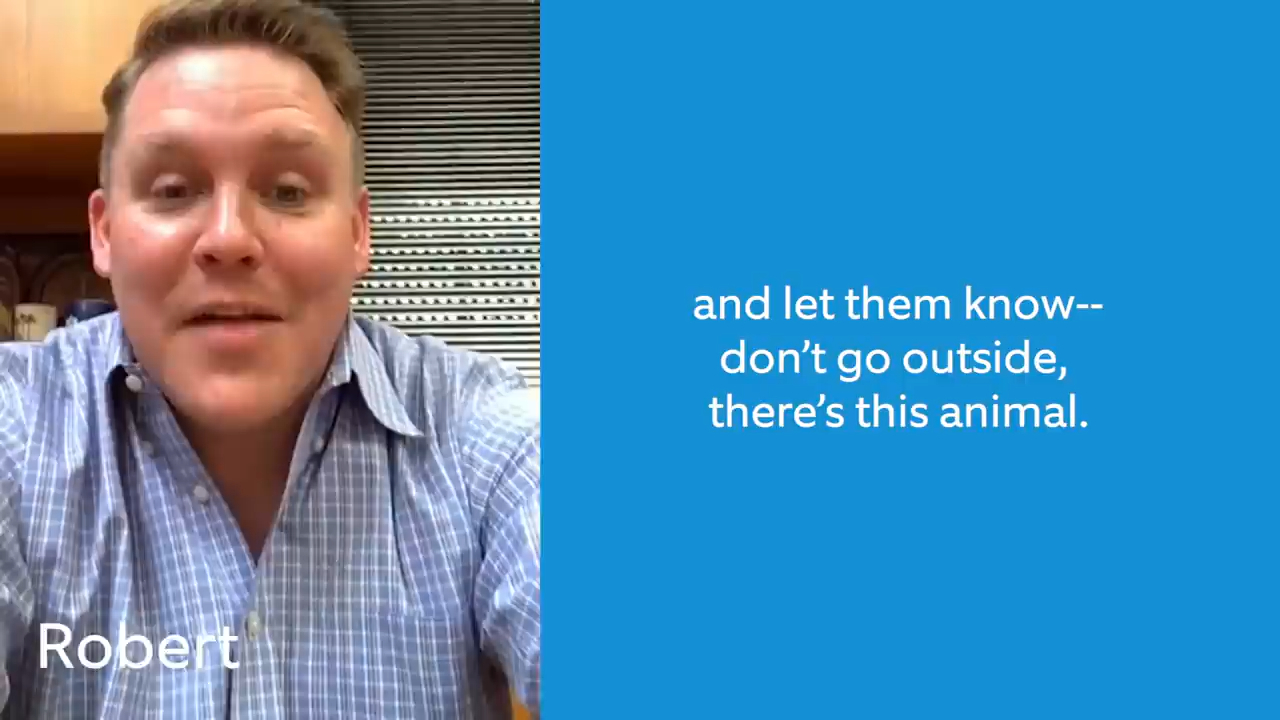 and let them know--
don't go outside,
there's this animal.
Robert